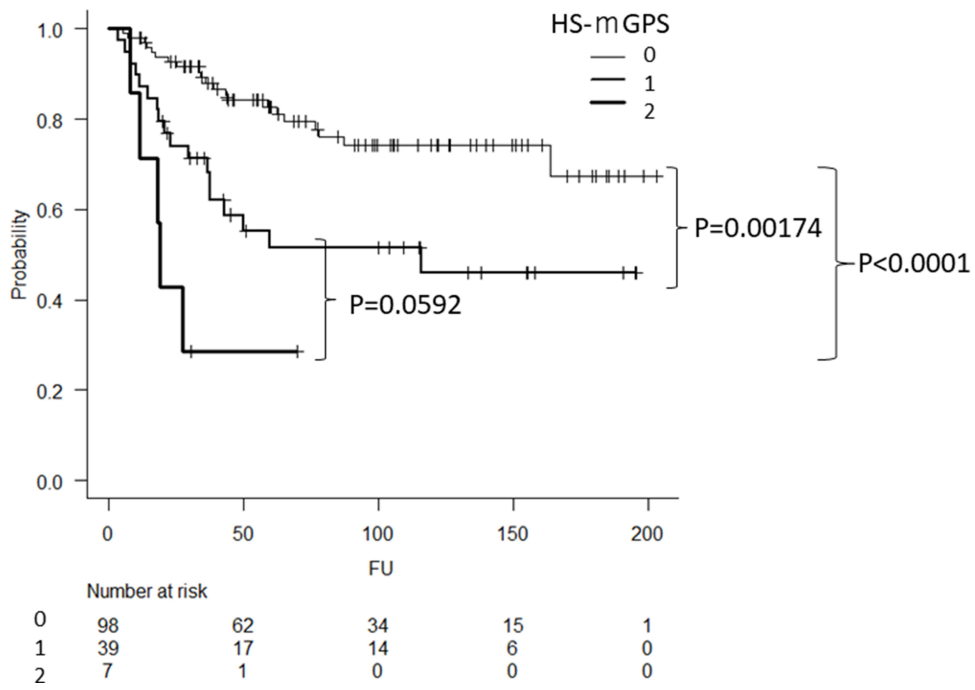 HS-mGPS
0
1
2
1.0
0.8
0.6
0.4
0.2
0.0
Probability
P=0.00174
P<0.0001
P=0.0592
0 50 100 150 200
FU
Number at risk
0 98 62 34 15 1
1 39 17 14 6 0
2 7 1 0 0 0